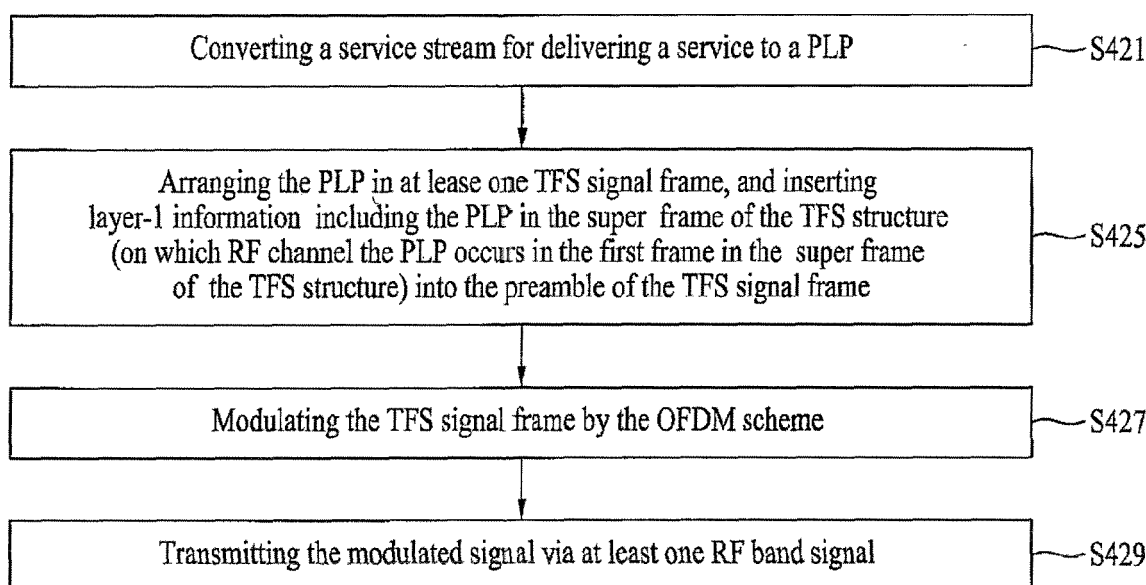 Converting a service stream for delivering a service to a PLP
S421
Arranging the PLP in at lease one TFS signal frame, and inserting
layer-1 information including the PLP in the super frame of the TFS structure
(on which RF channel the PLP occurs in the first frame in the super frame
of the TFS structure) into the preamble of the TFS signal frame
S425
Modulating the TFS signal frame by the OFDM scheme
S427
Transmitting the modulated signal via at least one RF band signal
S429